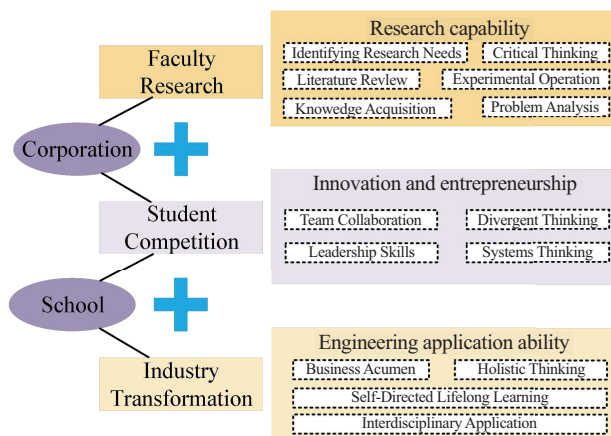 Faculty
Research
Corporation
Student
Competition
School
Industry
Transformation
Research capability
Identifying Research Needs
Critical Thinking
Literature Review
Experimental Operation
Knowedge Acquisition
Problem Analysis
Innovation and entrepreneurship
Team Collaboration
Divergent Thinking
Leadership Skills
Systems Thinking
Engineering application ability
Business Acumen
Holistic Thinking
Self-Directed Lifelong Learning
Interdisciplinary Application